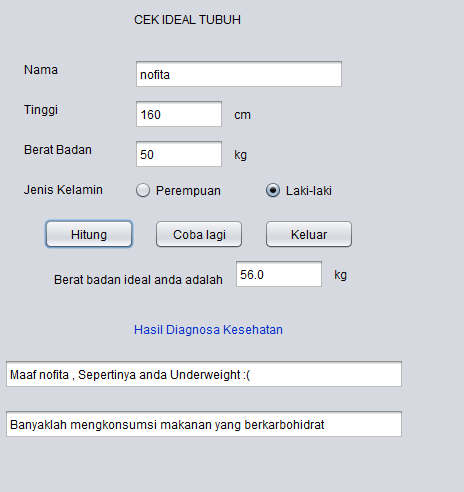 CEK IDEAL TUBUH
Nama nofita
Tinggi 160 cm
Berat Badan 50 kg
Jenis Kelamin Perempuan Laki-laki
Hitung Coba lagi Keluar
Berat badan ideal anda adalah 56.0 kg
Hasil Diagnosa Kesehatan
Maaf nofita , Sepertinya anda Underweight :(
Banyaklah mengkonsumsi makanan yang berkarbohidrat